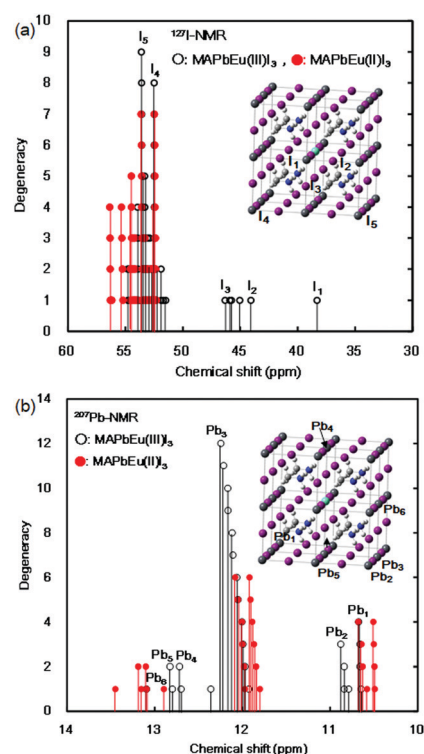 (a)
¹²⁷I-NMR
○: MAPbEu(III)I₃ , ●: MAPbEu(II)I₃
I₅
I₄
I₃
I₂
I₁
I₁
I₂
I₃
I₄
I₅
Degeneracy
10
9
8
7
6
5
4
3
2
1
0
60
55
50
45
40
35
30
Chemical shift (ppm)
(b)
²⁰⁷Pb-NMR
○: MAPbEu(III)I₃
●: MAPbEu(II)I₃
Pb₃
Pb₅
Pb₄
Pb₆
Pb₂
Pb₁
Pb₄
Pb₆
Pb₁
Pb₃
Pb₅
Pb₂
Degeneracy
14
12
10
8
6
4
2
0
14
13
12
11
10
Chemical shift (ppm)